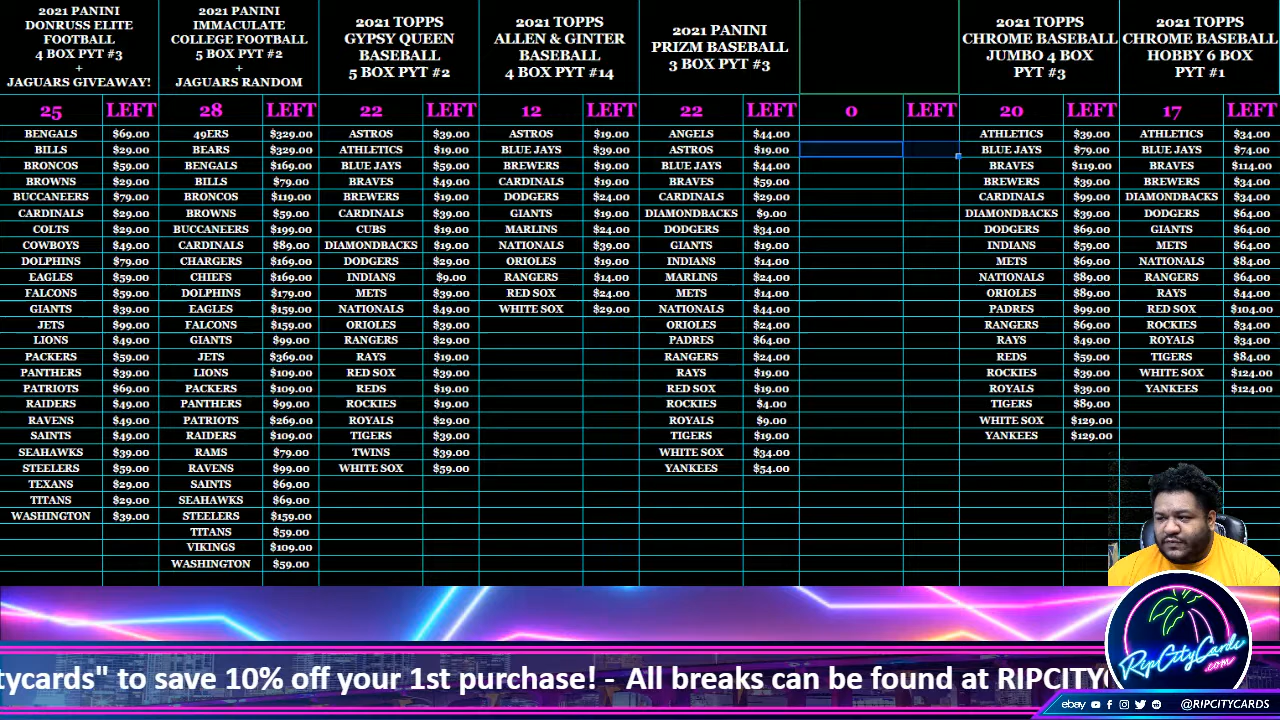 2021 PANINI
DONRUSS ELITE
FOOTBALL
4 BOX PYT #3
+
JAGUARS GIVEAWAY!
25 LEFT
BENGALS $69.00
BILLS $29.00
BRONCOS $59.00
BROWNS $29.00
BUCCANEERS $79.00
CARDINALS $29.00
COLTS $29.00
COWBOYS $49.00
DOLPHINS $79.00
EAGLES $59.00
FALCONS $59.00
GIANTS $39.00
JETS $99.00
LIONS $49.00
PACKERS $59.00
PANTHERS $39.00
PATRIOTS $69.00
RAIDERS $49.00
RAVENS $49.00
SAINTS $49.00
SEAHAWKS $39.00
STEELERS $59.00
TEXANS $29.00
TITANS $29.00
WASHINGTON $39.00
2021 PANINI
IMMACULATE
COLLEGE FOOTBALL
5 BOX PYT #2
+
JAGUARS RANDOM
28 LEFT
49ERS $329.00
BEARS $329.00
BENGALS $169.00
BILLS $79.00
BRONCOS $119.00
BROWNS $59.00
BUCCANEERS $199.00
CARDINALS $89.00
CHARGERS $169.00
CHIEFS $169.00
DOLPHINS $179.00
EAGLES $159.00
FALCONS $159.00
GIANTS $99.00
JETS $369.00
LIONS $109.00
PACKERS $109.00
PANTHERS $99.00
PATRIOTS $269.00
RAIDERS $109.00
RAMS $79.00
RAVENS $99.00
SAINTS $69.00
SEAHAWKS $69.00
STEELERS $159.00
TITANS $59.00
VIKINGS $109.00
WASHINGTON $59.00
2021 TOPPS
GYPSY QUEEN
BASEBALL
5 BOX PYT #2
22 LEFT
ASTROS $39.00
ATHLETICS $19.00
BLUE JAYS $59.00
BRAVES $49.00
BREWERS $19.00
CARDINALS $39.00
CUBS $19.00
DIAMONDBACKS $19.00
DODGERS $29.00
INDIANS $9.00
METS $39.00
NATIONALS $49.00
ORIOLES $39.00
RANGERS $29.00
RAYS $19.00
RED SOX $39.00
REDS $19.00
ROCKIES $19.00
ROYALS $29.00
TIGERS $39.00
TWINS $39.00
WHITE SOX $59.00
2021 TOPPS
ALLEN & GINTER
BASEBALL
4 BOX PYT #14
12 LEFT
ASTROS $19.00
BLUE JAYS $39.00
BREWERS $19.00
CARDINALS $19.00
DODGERS $24.00
GIANTS $19.00
MARLINS $24.00
NATIONALS $39.00
ORIOLES $19.00
RANGERS $14.00
RED SOX $24.00
WHITE SOX $29.00
2021 PANINI
PRIZM BASEBALL
3 BOX PYT #3
22 LEFT
ANGELS $44.00
ASTROS $19.00
BLUE JAYS $44.00
BRAVES $59.00
CARDINALS $29.00
DIAMONDBACKS $9.00
DODGERS $34.00
GIANTS $19.00
INDIANS $14.00
MARLINS $24.00
METS $14.00
NATIONALS $44.00
ORIOLES $24.00
PADRES $64.00
RANGERS $24.00
RAYS $19.00
RED SOX $19.00
ROCKIES $4.00
ROYALS $9.00
TIGERS $19.00
WHITE SOX $34.00
YANKEES $54.00
0 LEFT
2021 TOPPS
CHROME BASEBALL
JUMBO 4 BOX
PYT #3
20 LEFT
ATHLETICS $39.00
BLUE JAYS $79.00
BRAVES $119.00
BREWERS $39.00
CARDINALS $99.00
DIAMONDBACKS $39.00
DODGERS $69.00
INDIANS $59.00
METS $69.00
NATIONALS $89.00
ORIOLES $89.00
PADRES $99.00
RANGERS $69.00
RAYS $49.00
REDS $59.00
ROCKIES $39.00
ROYALS $39.00
TIGERS $89.00
WHITE SOX $129.00
YANKEES $129.00
2021 TOPPS
CHROME BASEBALL
HOBBY 6 BOX
PYT #1
17 LEFT
ATHLETICS $34.00
BLUE JAYS $74.00
BRAVES $114.00
BREWERS $34.00
DIAMONDBACKS $34.00
DODGERS $64.00
GIANTS $64.00
METS $64.00
NATIONALS $84.00
RANGERS $64.00
RAYS $44.00
RED SOX $104.00
ROCKIES $34.00
ROYALS $34.00
TIGERS $84.00
WHITE SOX $124.00
YANKEES $124.00
tycards" to save 10% off your 1st purchase! - All breaks can be found at RIPCITY
RipCityCards
.com
ebay @RIPCITYCARDS